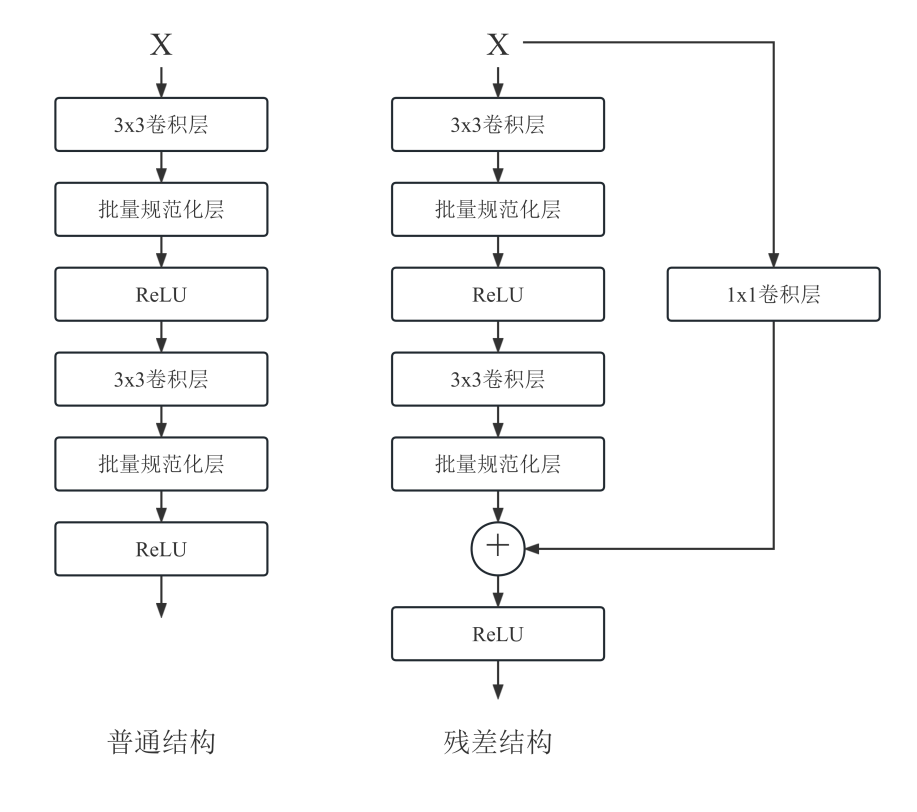 X
3x3卷积层
批量规范化层
ReLU
3x3卷积层
批量规范化层
ReLU
普通结构
X
3x3卷积层
批量规范化层
ReLU
3x3卷积层
批量规范化层
+
ReLU
1x1卷积层
残差结构